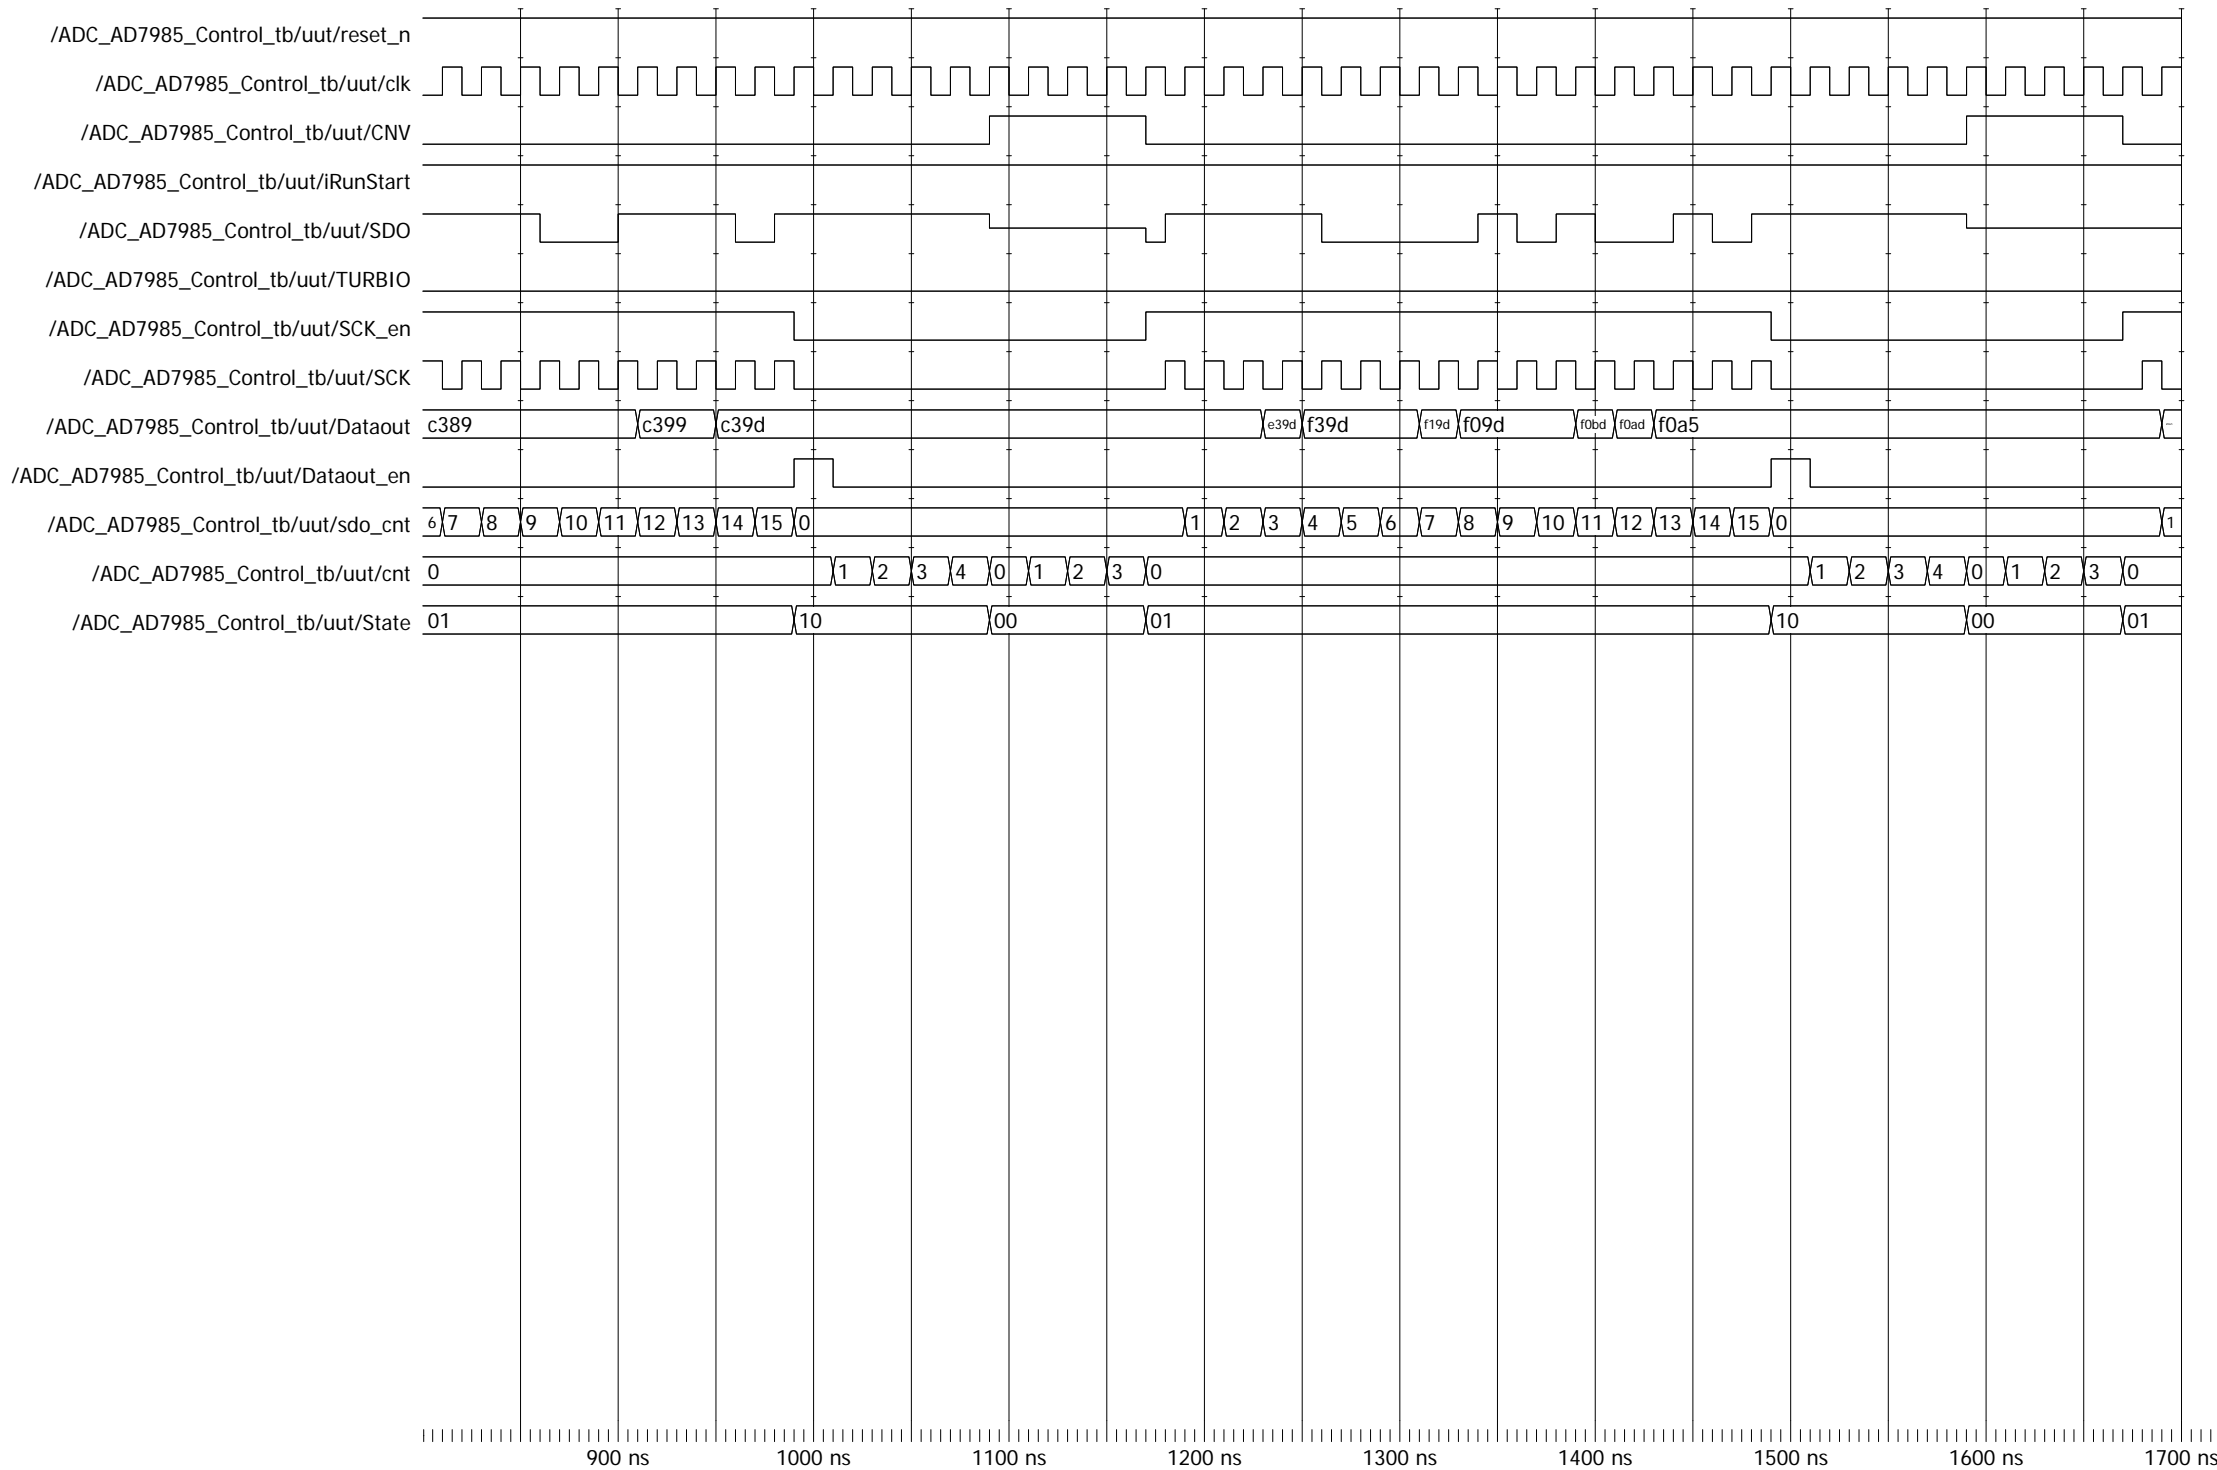 /ADC_AD7985_Control_tb/uut/reset_n
/ADC_AD7985_Control_tb/uut/clk
/ADC_AD7985_Control_tb/uut/CNV
/ADC_AD7985_Control_tb/uut/iRunStart
/ADC_AD7985_Control_tb/uut/SDO
/ADC_AD7985_Control_tb/uut/TURBIO
/ADC_AD7985_Control_tb/uut/SCK_en
/ADC_AD7985_Control_tb/uut/SCK
/ADC_AD7985_Control_tb/uut/Dataout c389 c399 c39d e39d f39d f19d f09d f0bd f0ad f0a5
/ADC_AD7985_Control_tb/uut/Dataout_en
/ADC_AD7985_Control_tb/uut/sdo_cnt 6 7 8 9 10 11 12 13 14 15 0 1 2 3 4 5 6 7 8 9 10 11 12 13 14 15 0 1
/ADC_AD7985_Control_tb/uut/cnt 0 1 2 3 4 0 1 2 3 0 1 2 3 4 0 1 2 3 0
/ADC_AD7985_Control_tb/uut/State 01 10 00 01 10 00 01
900 ns 1000 ns 1100 ns 1200 ns 1300 ns 1400 ns 1500 ns 1600 ns 1700 ns